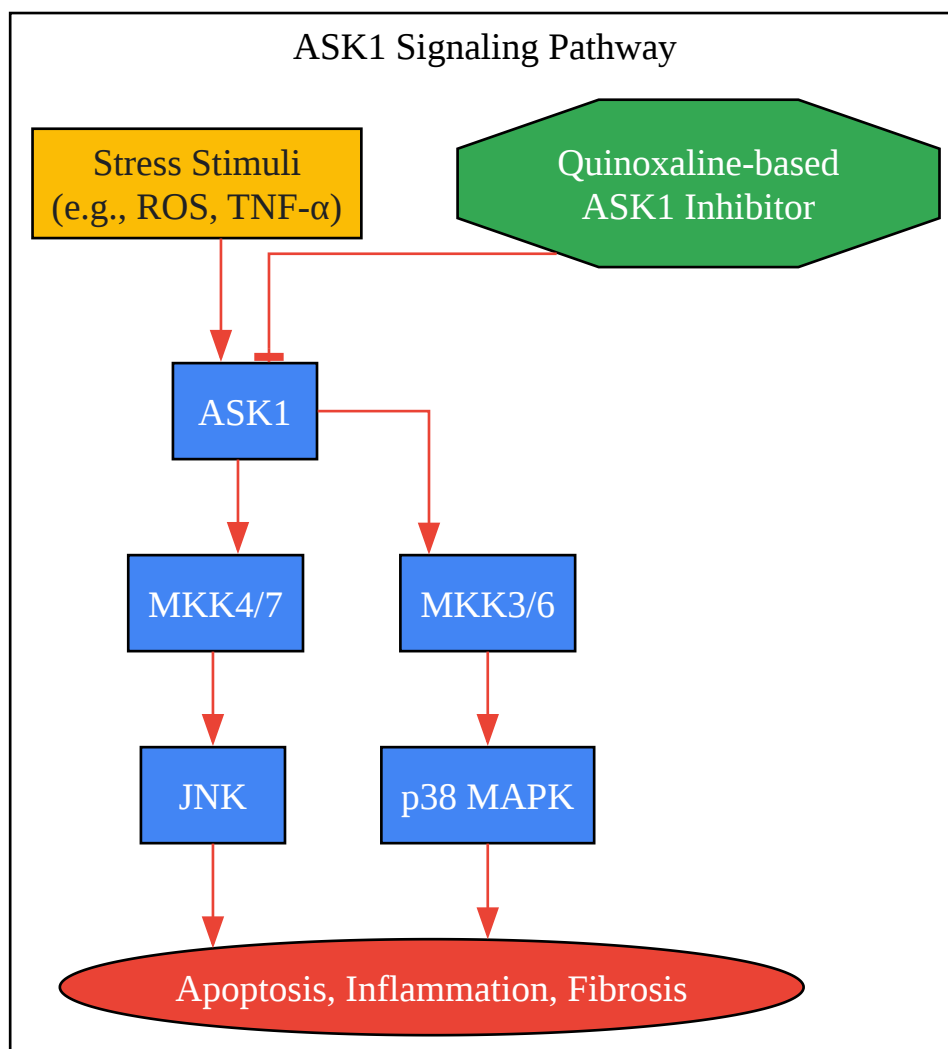 ASK1 Signaling Pathway
Stress Stimuli
(e.g., ROS, TNF-α)
Quinoxaline-based
ASK1 Inhibitor
ASK1
MKK4/7
MKK3/6
JNK
p38 MAPK
Apoptosis, Inflammation, Fibrosis